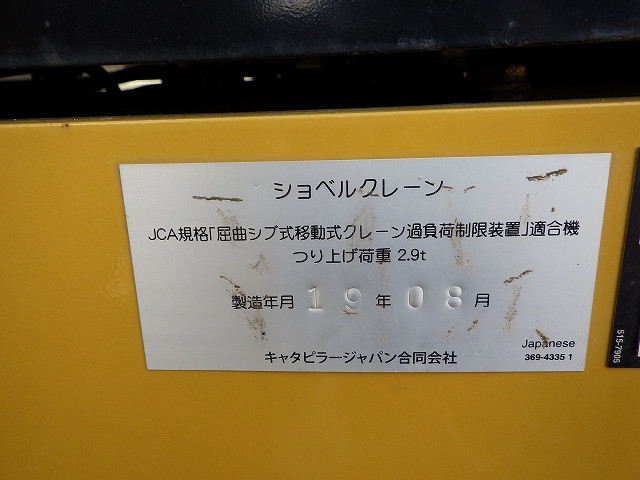 ショベルクレーン
JCA規格「屈曲ジブ式移動式クレーン過負荷制限装置」適合機
つり上げ荷重 2.9t
製造年月 19年 08月
キャタピラージャパン合同会社
Japanese
369-4335 1
515-7905